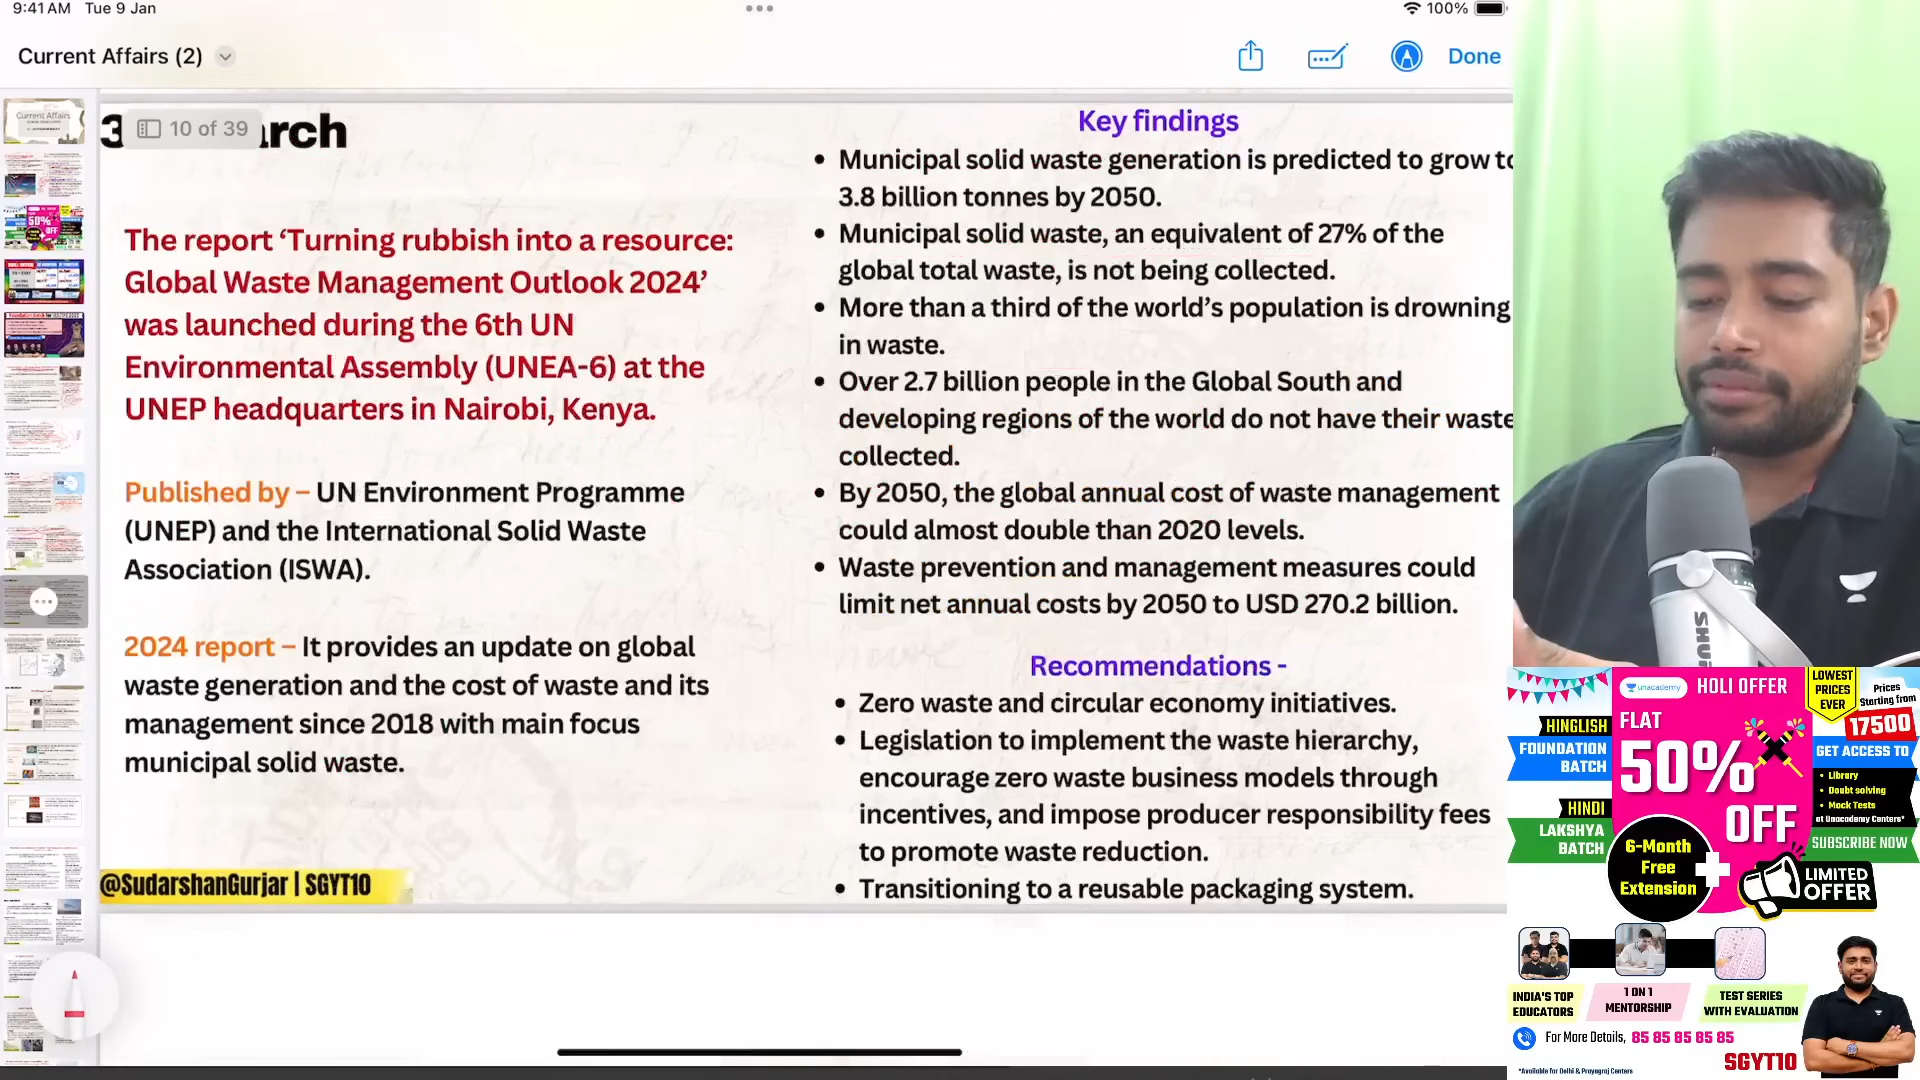 9:41 AM Tue 9 Jan
100%
Current Affairs (2)
Done
10 of 39
3
arch
The report ‘Turning rubbish into a resource:
Global Waste Management Outlook 2024’
was launched during the 6th UN
Environmental Assembly (UNEA-6) at the
UNEP headquarters in Nairobi, Kenya.
Published by – UN Environment Programme
(UNEP) and the International Solid Waste
Association (ISWA).
2024 report – It provides an update on global
waste generation and the cost of waste and its
management since 2018 with main focus
municipal solid waste.
@SudarshanGurjar | SGYT10
Key findings
• Municipal solid waste generation is predicted to grow to
3.8 billion tonnes by 2050.
• Municipal solid waste, an equivalent of 27% of the
global total waste, is not being collected.
• More than a third of the world’s population is drowning
in waste.
• Over 2.7 billion people in the Global South and
developing regions of the world do not have their waste
collected.
• By 2050, the global annual cost of waste management
could almost double than 2020 levels.
• Waste prevention and management measures could
limit net annual costs by 2050 to USD 270.2 billion.
Recommendations -
• Zero waste and circular economy initiatives.
• Legislation to implement the waste hierarchy,
encourage zero waste business models through
incentives, and impose producer responsibility fees
to promote waste reduction.
• Transitioning to a reusable packaging system.
SHU
unacademy
HOLI OFFER
LOWEST
PRICES
EVER
Prices
Starting from
17500
HINGLISH
FOUNDATION
BATCH
HINDI
LAKSHYA
BATCH
FLAT
50%
OFF
GET ACCESS TO
• Library
• Doubt solving
• Mock Tests
at Unacademy Centers*
SUBSCRIBE NOW
6-Month
Free
Extension
+
LIMITED
OFFER
INDIA'S TOP
EDUCATORS
1 ON 1
MENTORSHIP
TEST SERIES
WITH EVALUATION
For More Details, 85 85 85 85 85
SGYT10
*Available for Delhi & Prayagraj Centers